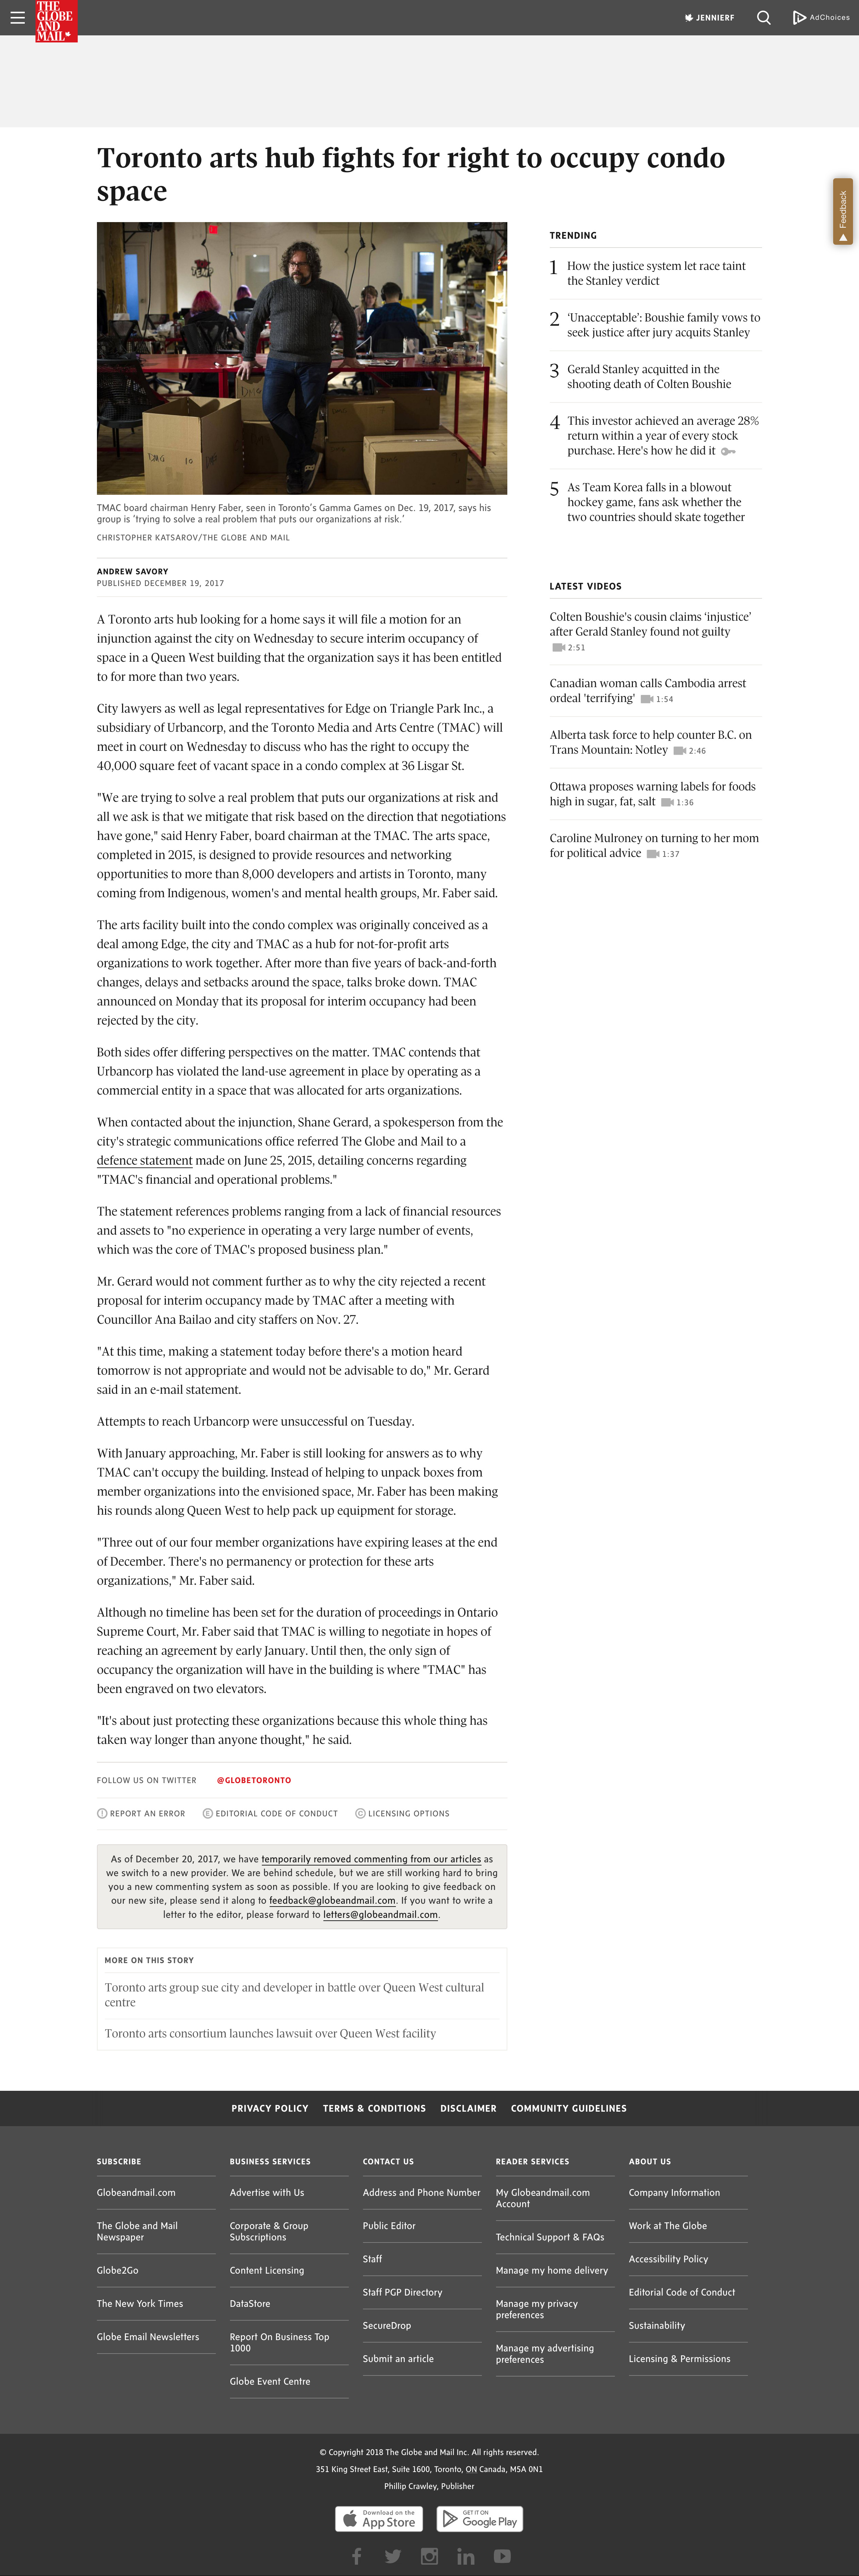 THE
GLOBE
AND
MAIL
JENNIERF
AdChoices
Feedback
Toronto arts hub fights for right to occupy condo
space
TMAC board chairman Henry Faber, seen in Toronto's Gamma Games on Dec. 19, 2017, says his
group is 'trying to solve a real problem that puts our organizations at risk.'
CHRISTOPHER KATSAROV/THE GLOBE AND MAIL
ANDREW SAVORY
PUBLISHED DECEMBER 19, 2017
A Toronto arts hub looking for a home says it will file a motion for an
injunction against the city on Wednesday to secure interim occupancy of
space in a Queen West building that the organization says it has been entitled
to for more than two years.
City lawyers as well as legal representatives for Edge on Triangle Park Inc., a
subsidiary of Urbancorp, and the Toronto Media and Arts Centre (TMAC) will
meet in court on Wednesday to discuss who has the right to occupy the
40,000 square feet of vacant space in a condo complex at 36 Lisgar St.
"We are trying to solve a real problem that puts our organizations at risk and
all we ask is that we mitigate that risk based on the direction that negotiations
have gone," said Henry Faber, board chairman at the TMAC. The arts space,
completed in 2015, is designed to provide resources and networking
opportunities to more than 8,000 developers and artists in Toronto, many
coming from Indigenous, women's and mental health groups, Mr. Faber said.
The arts facility built into the condo complex was originally conceived as a
deal among Edge, the city and TMAC as a hub for not-for-profit arts
organizations to work together. After more than five years of back-and-forth
changes, delays and setbacks around the space, talks broke down. TMAC
announced on Monday that its proposal for interim occupancy had been
rejected by the city.
Both sides offer differing perspectives on the matter. TMAC contends that
Urbancorp has violated the land-use agreement in place by operating as a
commercial entity in a space that was allocated for arts organizations.
When contacted about the injunction, Shane Gerard, a spokesperson from the
city's strategic communications office referred The Globe and Mail to a
defence statement made on June 25, 2015, detailing concerns regarding
"TMAC's financial and operational problems."
The statement references problems ranging from a lack of financial resources
and assets to "no experience in operating a very large number of events,
which was the core of TMAC's proposed business plan."
Mr. Gerard would not comment further as to why the city rejected a recent
proposal for interim occupancy made by TMAC after a meeting with
Councillor Ana Bailao and city staffers on Nov. 27.
"At this time, making a statement today before there's a motion heard
tomorrow is not appropriate and would not be advisable to do," Mr. Gerard
said in an e-mail statement.
Attempts to reach Urbancorp were unsuccessful on Tuesday.
With January approaching, Mr. Faber is still looking for answers as to why
TMAC can't occupy the building. Instead of helping to unpack boxes from
member organizations into the envisioned space, Mr. Faber has been making
his rounds along Queen West to help pack up equipment for storage.
"Three out of our four member organizations have expiring leases at the end
of December. There's no permanency or protection for these arts
organizations," Mr. Faber said.
Although no timeline has been set for the duration of proceedings in Ontario
Supreme Court, Mr. Faber said that TMAC is willing to negotiate in hopes of
reaching an agreement by early January. Until then, the only sign of
occupancy the organization will have in the building is where "TMAC" has
been engraved on two elevators.
"It's about just protecting these organizations because this whole thing has
taken way longer than anyone thought," he said.
FOLLOW US ON TWITTER @GLOBETORONTO
REPORT AN ERROR EDITORIAL CODE OF CONDUCT LICENSING OPTIONS
As of December 20, 2017, we have temporarily removed commenting from our articles as
we switch to a new provider. We are behind schedule, but we are still working hard to bring
you a new commenting system as soon as possible. If you are looking to give feedback on
our new site, please send it along to feedback@globeandmail.com. If you want to write a
letter to the editor, please forward to letters@globeandmail.com.
MORE ON THIS STORY
Toronto arts group sue city and developer in battle over Queen West cultural
centre
Toronto arts consortium launches lawsuit over Queen West facility
TRENDING
1 How the justice system let race taint
the Stanley verdict
2 'Unacceptable': Boushie family vows to
seek justice after jury acquits Stanley
3 Gerald Stanley acquitted in the
shooting death of Colten Boushie
4 This investor achieved an average 28%
return within a year of every stock
purchase. Here's how he did it
5 As Team Korea falls in a blowout
hockey game, fans ask whether the
two countries should skate together
LATEST VIDEOS
Colten Boushie's cousin claims 'injustice'
after Gerald Stanley found not guilty
2:51
Canadian woman calls Cambodia arrest
ordeal 'terrifying' 1:54
Alberta task force to help counter B.C. on
Trans Mountain: Notley 2:46
Ottawa proposes warning labels for foods
high in sugar, fat, salt 1:36
Caroline Mulroney on turning to her mom
for political advice 1:37
PRIVACY POLICY TERMS & CONDITIONS DISCLAIMER COMMUNITY GUIDELINES
SUBSCRIBE
Globeandmail.com
The Globe and Mail
Newspaper
Globe2Go
The New York Times
Globe Email Newsletters
BUSINESS SERVICES
Advertise with Us
Corporate & Group
Subscriptions
Content Licensing
DataStore
Report On Business Top
1000
Globe Event Centre
CONTACT US
Address and Phone Number
Public Editor
Staff
Staff PGP Directory
SecureDrop
Submit an article
READER SERVICES
My Globeandmail.com
Account
Technical Support & FAQs
Manage my home delivery
Manage my privacy
preferences
Manage my advertising
preferences
ABOUT US
Company Information
Work at The Globe
Accessibility Policy
Editorial Code of Conduct
Sustainability
Licensing & Permissions
© Copyright 2018 The Globe and Mail Inc. All rights reserved.
351 King Street East, Suite 1600, Toronto, ON Canada, M5A 0N1
Phillip Crawley, Publisher
Download on the
App Store
GET IT ON
Google Play